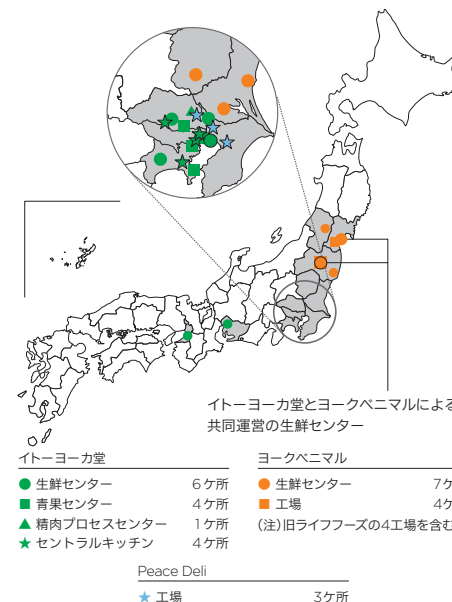 イトーヨーカ堂とヨークベニマルによる
共同運営の生鮮センター
イトーヨーカ堂
生鮮センター 6ケ所
青果センター 4ケ所
精肉プロセスセンター 1ケ所
セントラルキッチン 4ケ所
ヨークベニマル
生鮮センター 7ケ
工場 4ケ
(注)旧ライフフーズの4工場を含む
Peace Deli
工場 3ケ所